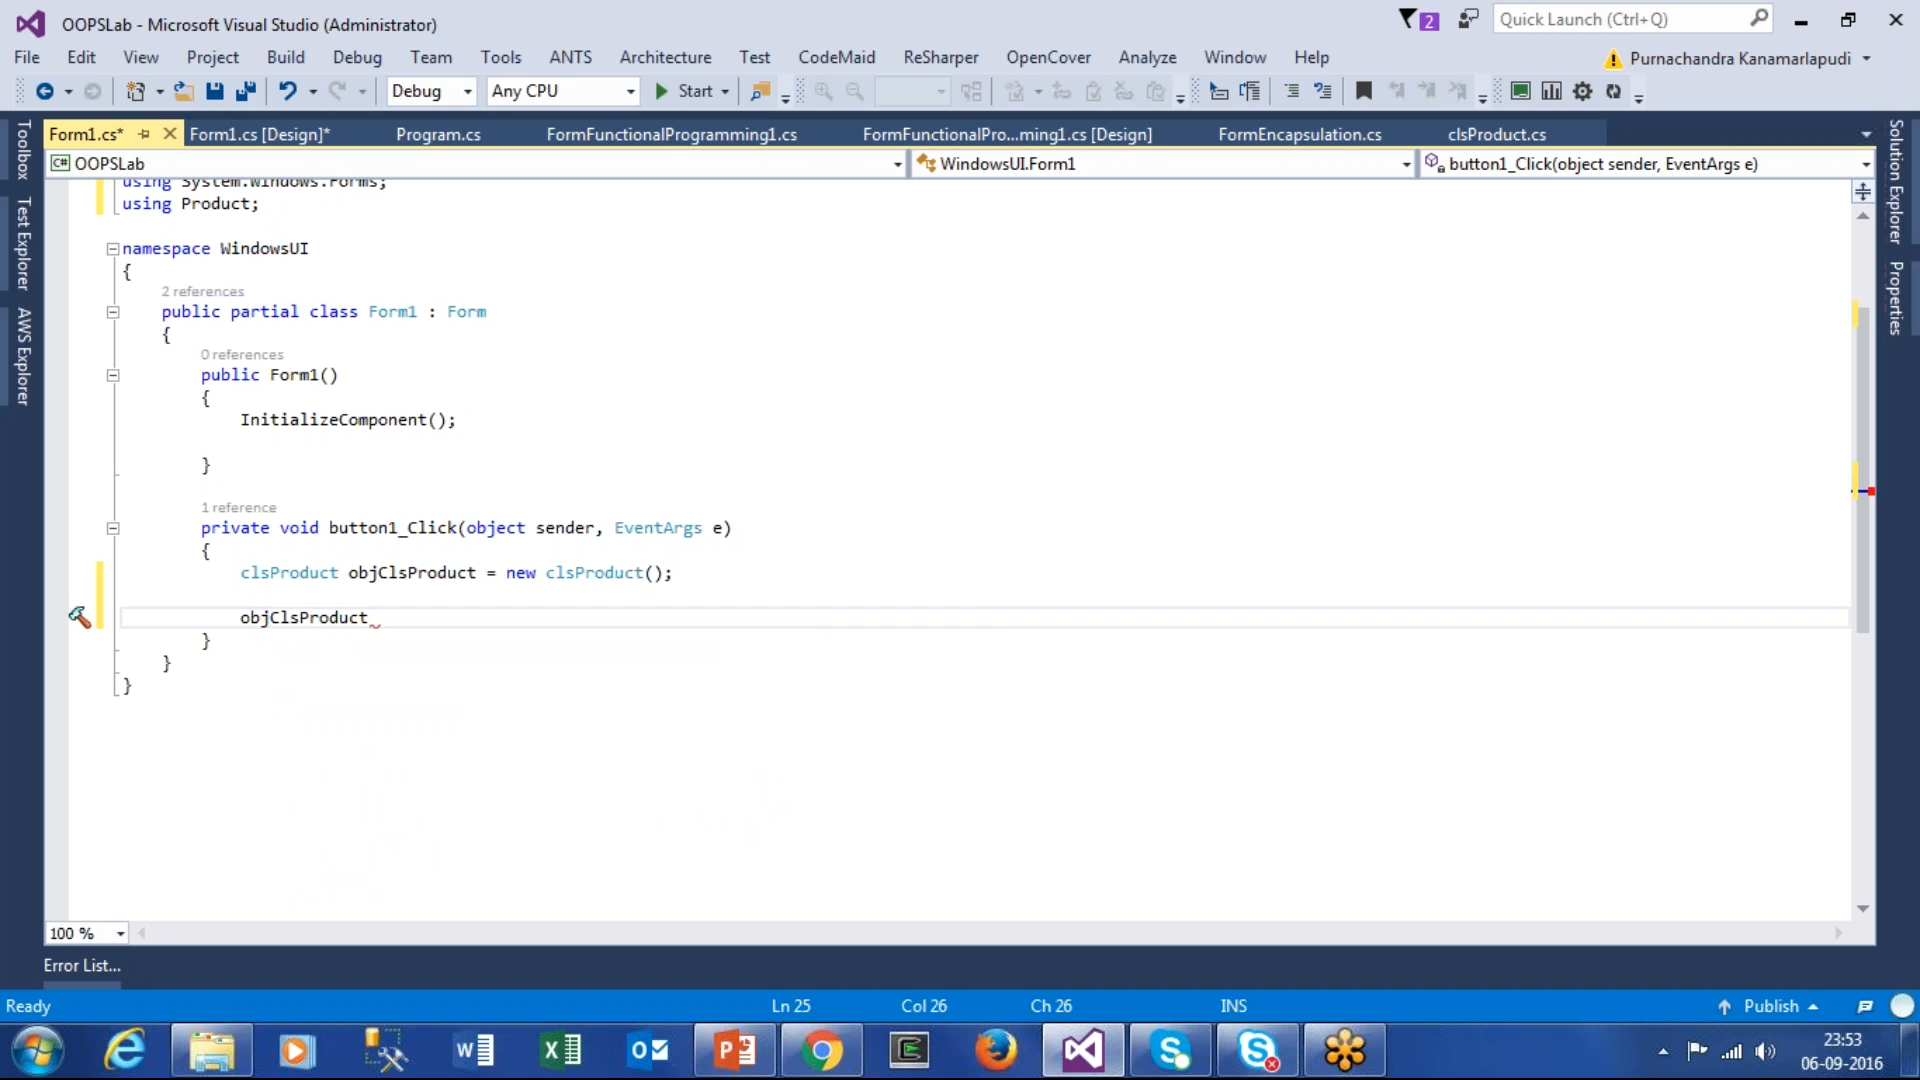 OOPSLab - Microsoft Visual Studio (Administrator)
2
Quick Launch (Ctrl+Q)
File Edit View Project Build Debug Team Tools ANTS Architecture Test CodeMaid ReSharper OpenCover Analyze Window Help
Purnachandra Kanamarlapudi
Debug Any CPU Start
Form1.cs* Form1.cs [Design]* Program.cs FormFunctionalProgramming1.cs FormFunctionalPro...ming1.cs [Design] FormEncapsulation.cs clsProduct.cs
C# OOPSLab WindowsUI.Form1 button1_Click(object sender, EventArgs e)
Toolbox
Test Explorer
AWS Explorer
using System.Windows.Forms;
using Product;
namespace WindowsUI
{
2 references
public partial class Form1 : Form
{
0 references
public Form1()
{
InitializeComponent();
}
1 reference
private void button1_Click(object sender, EventArgs e)
{
clsProduct objClsProduct = new clsProduct();
objClsProduct
}
}
}
Solution Explorer
Properties
100 %
Error List...
Ready Ln 25 Col 26 Ch 26 INS Publish
23:53
06-09-2016